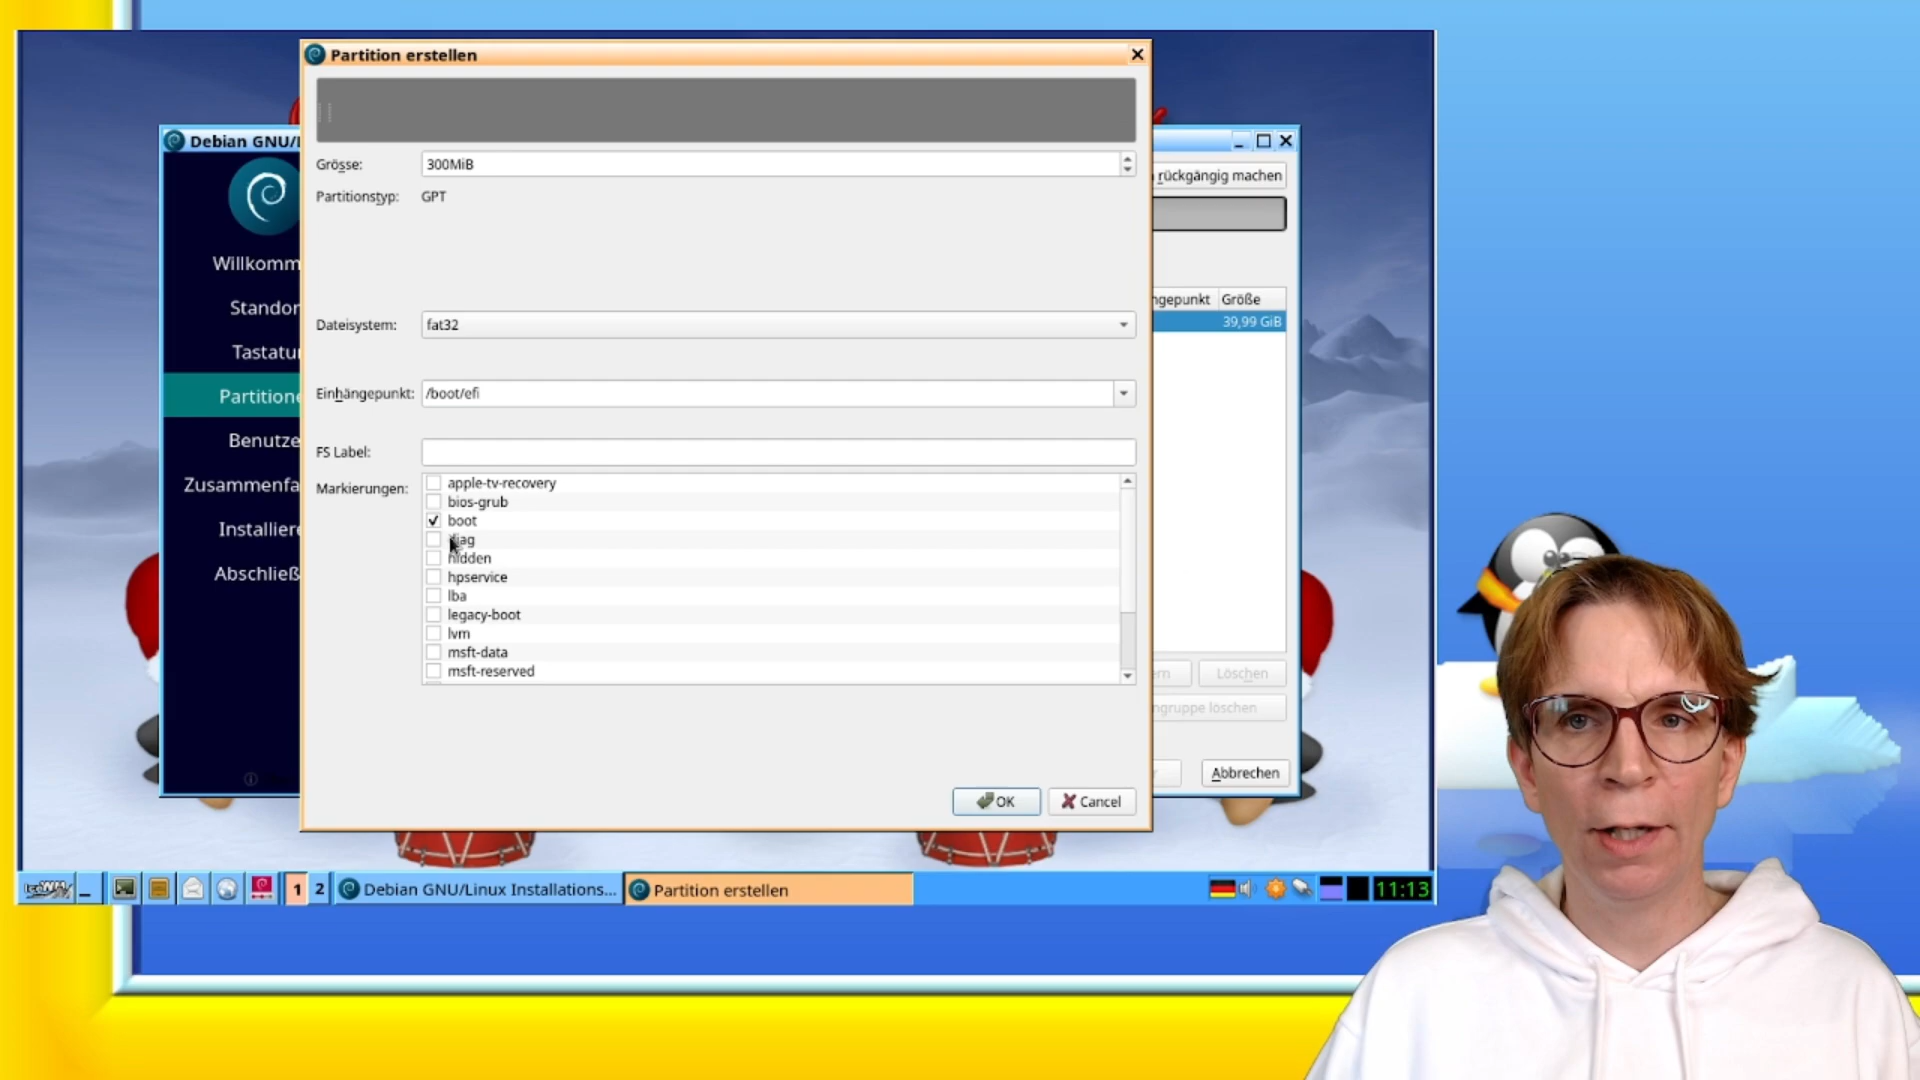 Partition erstellen
Debian GNU/
Grösse:
300MiB
Partitionstyp:
GPT
rückgängig machen
Willkomm
Standor
Tastatu
Partitione
Benutze
Zusammenfa
Installiere
Abschließ
Größe
39,99 GiB
Dateisystem:
fat32
Einhängepunkt:
/boot/efi
FS Label:
Markierungen:
apple-tv-recovery
bios-grub
boot
hidden
hpservice
lba
legacy-boot
lvm
msft-data
msft-reserved
Löschen
ngruppe löschen
Abbrechen
OK
Cancel
IceWM
1
2
Debian GNU/Linux Installations...
Partition erstellen
11:13